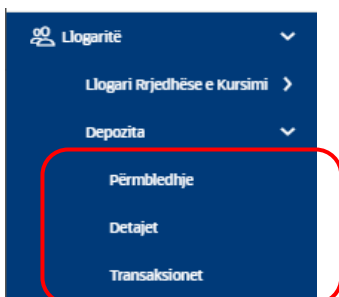 Llogaritë
Llogari Rrjedhëse e Kursimi
Depozita
Përmbledhje
Detajet
Transaksionet